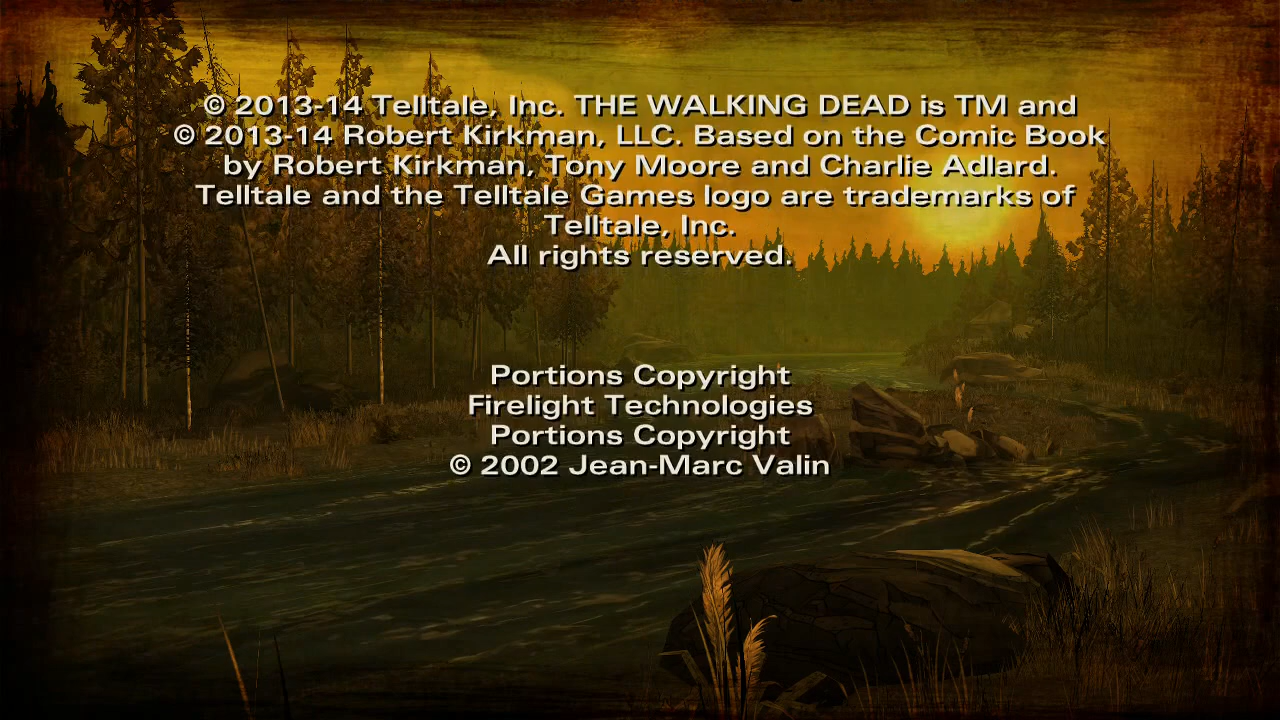 © 2013-14 Telltale, Inc. THE WALKING DEAD is TM and
© 2013-14 Robert Kirkman, LLC. Based on the Comic Book
by Robert Kirkman, Tony Moore and Charlie Adlard.
Telltale and the Telltale Games logo are trademarks of
Telltale, Inc.
All rights reserved.
Portions Copyright
Firelight Technologies
Portions Copyright
© 2002 Jean-Marc Valin